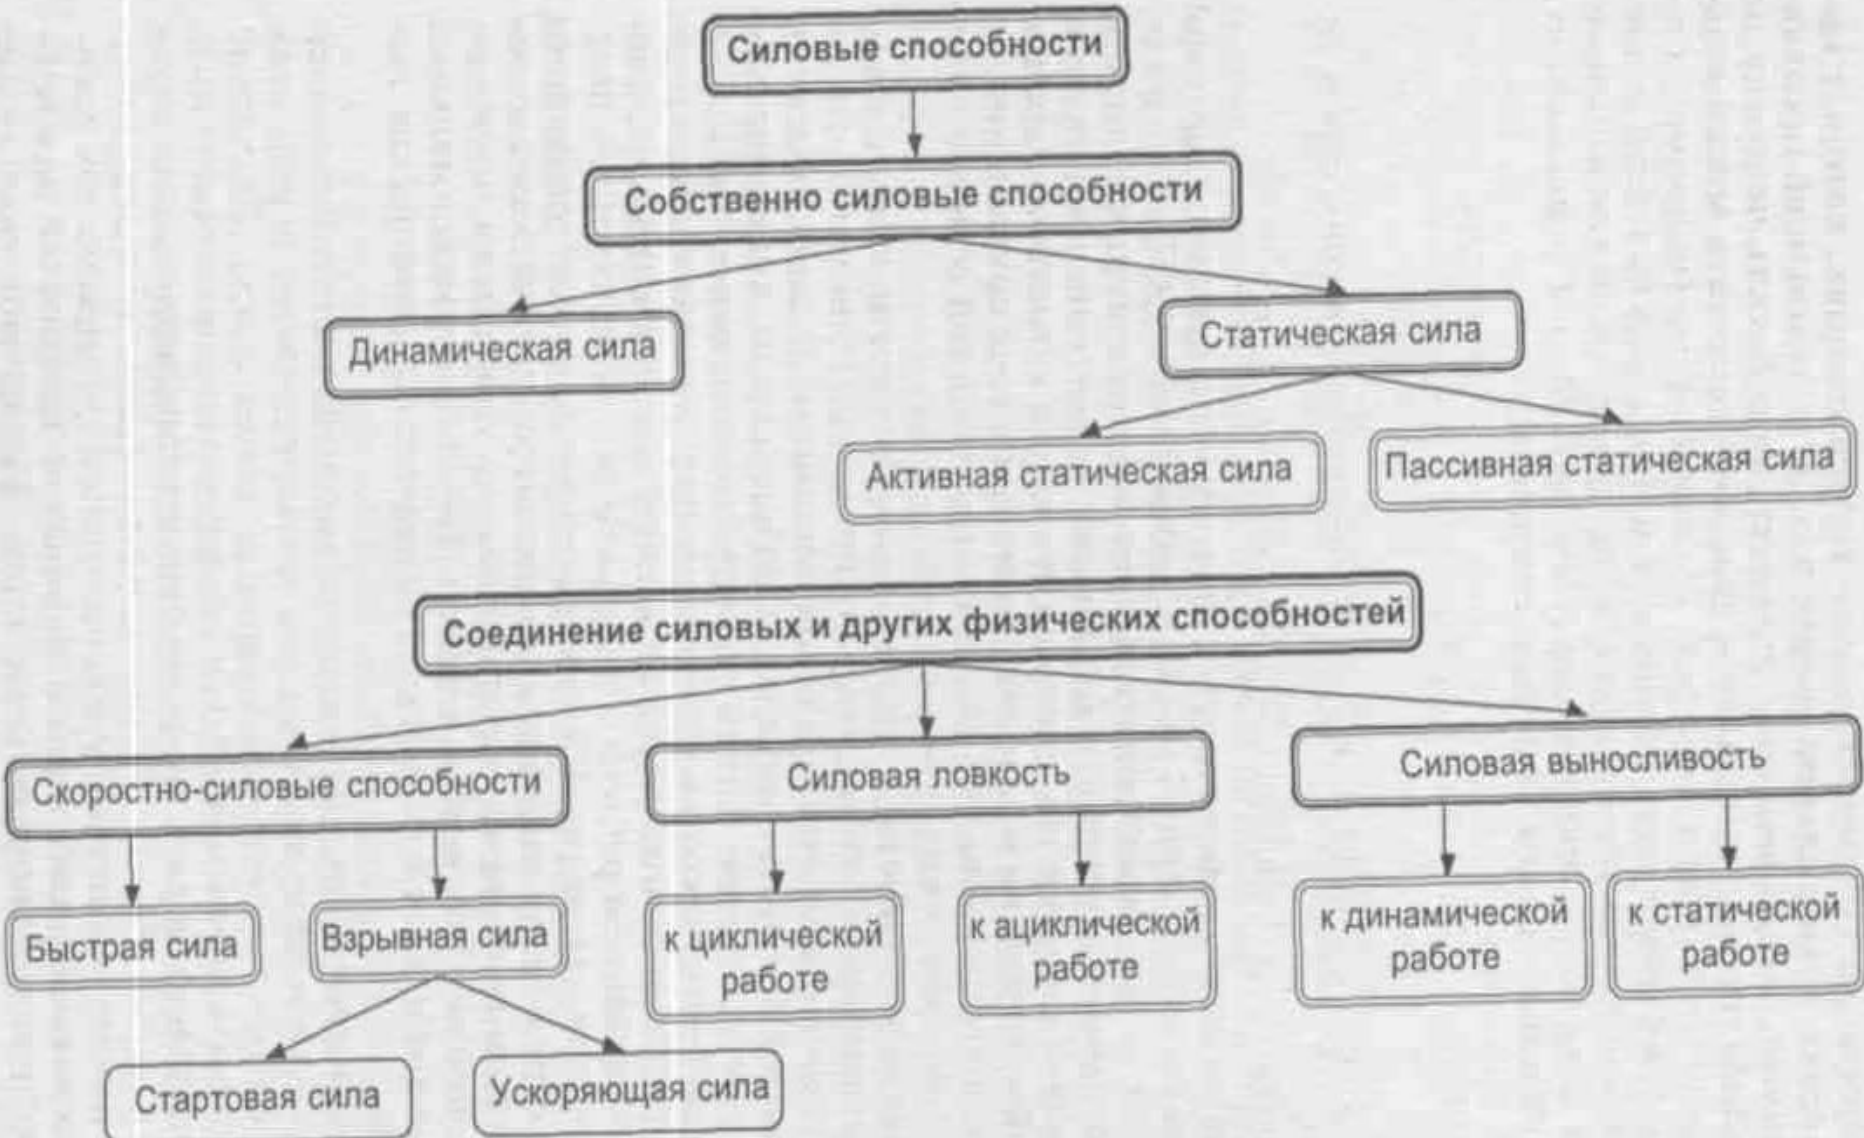 Силовые способности
Собственно силовые способности
Динамическая сила
Статическая сила
Активная статическая сила
Пассивная статическая сила
Соединение силовых и других физических способностей
Скоростно-силовые способности
Силовая ловкость
Силовая выносливость
Быстрая сила
Взрывная сила
к циклической
работе
к ациклической
работе
к динамической
работе
к статической
работе
Стартовая сила
Ускоряющая сила